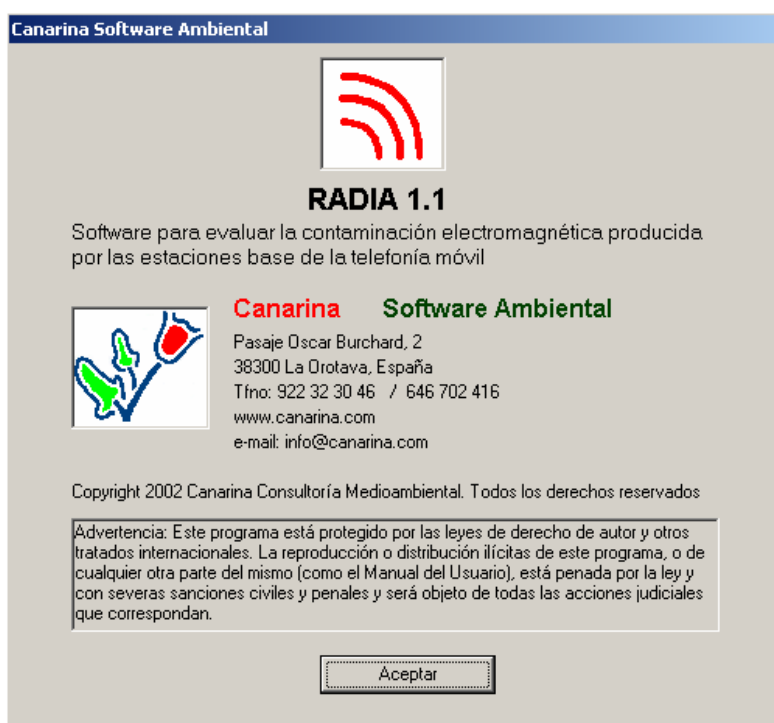 Canarina Software Ambiental
RADIA 1.1
Software para evaluar la contaminación electromagnética producida
por las estaciones base de la telefonía móvil
Canarina Software Ambiental
Pasaje Oscar Burchard, 2
38300 La Orotava, España
Tfno: 922 32 30 46 / 646 702 416
www.canarina.com
e-mail: info@canarina.com
Copyright 2002 Canarina Consultoría Medioambiental. Todos los derechos reservados
Advertencia: Este programa está protegido por las leyes de derecho de autor y otros
tratados internacionales. La reproducción o distribución ilícitas de este programa, o de
cualquier otra parte del mismo (como el Manual del Usuario), está penada por la ley y
con severas sanciones civiles y penales y será objeto de todas las acciones judiciales
que correspondan.
Aceptar